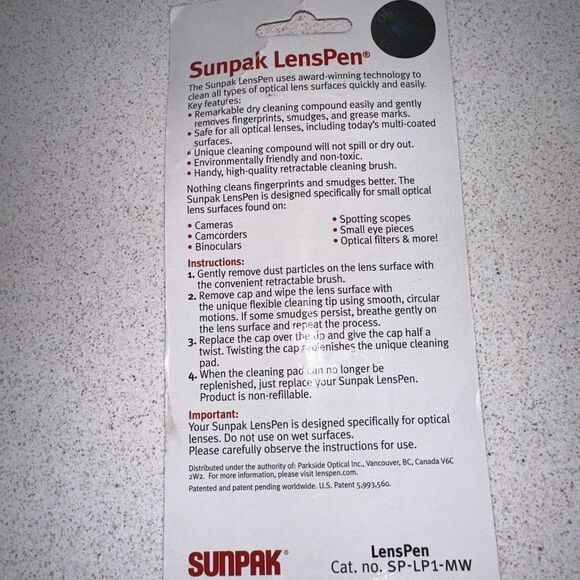 Sunpak LensPen®
The Sunpak LensPen uses award-winning technology to
clean all types of optical lens surfaces quickly and easily.
Key features:
• Remarkable dry cleaning compound easily and gently
removes fingerprints, smudges, and grease marks.
• Safe for all optical lenses, including today's multi-coated
surfaces.
• Unique cleaning compound will not spill or dry out.
• Environmentally friendly and non-toxic.
• Handy, high-quality retractable cleaning brush.
Nothing cleans fingerprints and smudges better. The
Sunpak LensPen is designed specifically for small optical
lens surfaces found on:
• Cameras
• Camcorders
• Binoculars
• Spotting scopes
• Small eye pieces
• Optical filters & more!
Instructions:
1. Gently remove dust particles on the lens surface with
the convenient retractable brush.
2. Remove cap and wipe the lens surface with
the unique flexible cleaning tip using smooth, circular
motions. If some smudges persist, breathe gently on
the lens surface and repeat the process.
3. Replace the cap over the tip and give the cap half a
twist. Twisting the cap replenishes the unique cleaning
pad.
4. When the cleaning pad can no longer be
replenished, just replace your Sunpak LensPen.
Product is non-refillable.
Important:
Your Sunpak LensPen is designed specifically for optical
lenses. Do not use on wet surfaces.
Please carefully observe the instructions for use.
Distributed under the authority of: Parkside Optical Inc., Vancouver, BC, Canada V6C
2W2. For more information, please visit lenspen.com.
Patented and patent pending worldwide. U.S. Patent 5,993,560.
SUNPAK®
LensPen
Cat. no. SP-LP1-MW